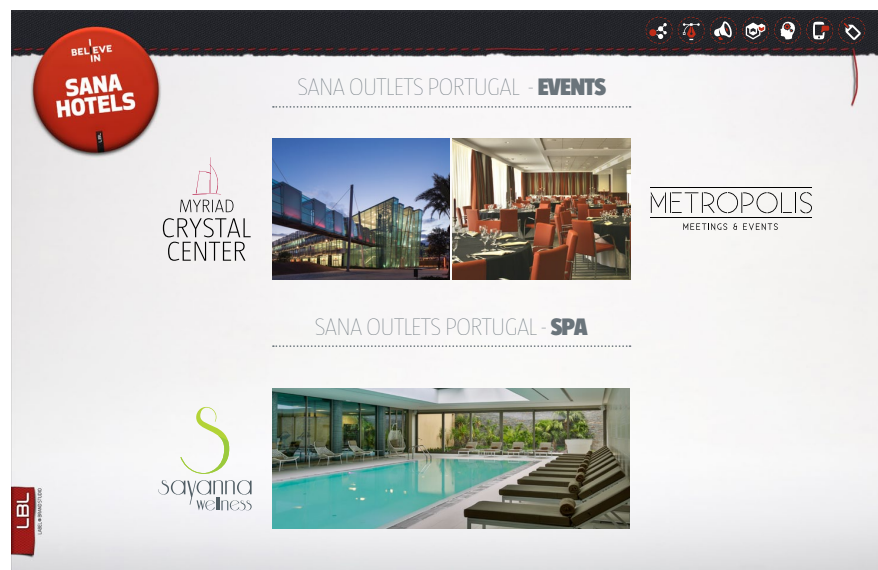 I
BELIEVE
IN
SANA
HOTELS
LBL
SANA OUTLETS PORTUGAL - EVENTS
MYRIAD
CRYSTAL
CENTER
METROPOLIS
MEETINGS & EVENTS
SANA OUTLETS PORTUGAL - SPA
sayanna
wellness
LBL